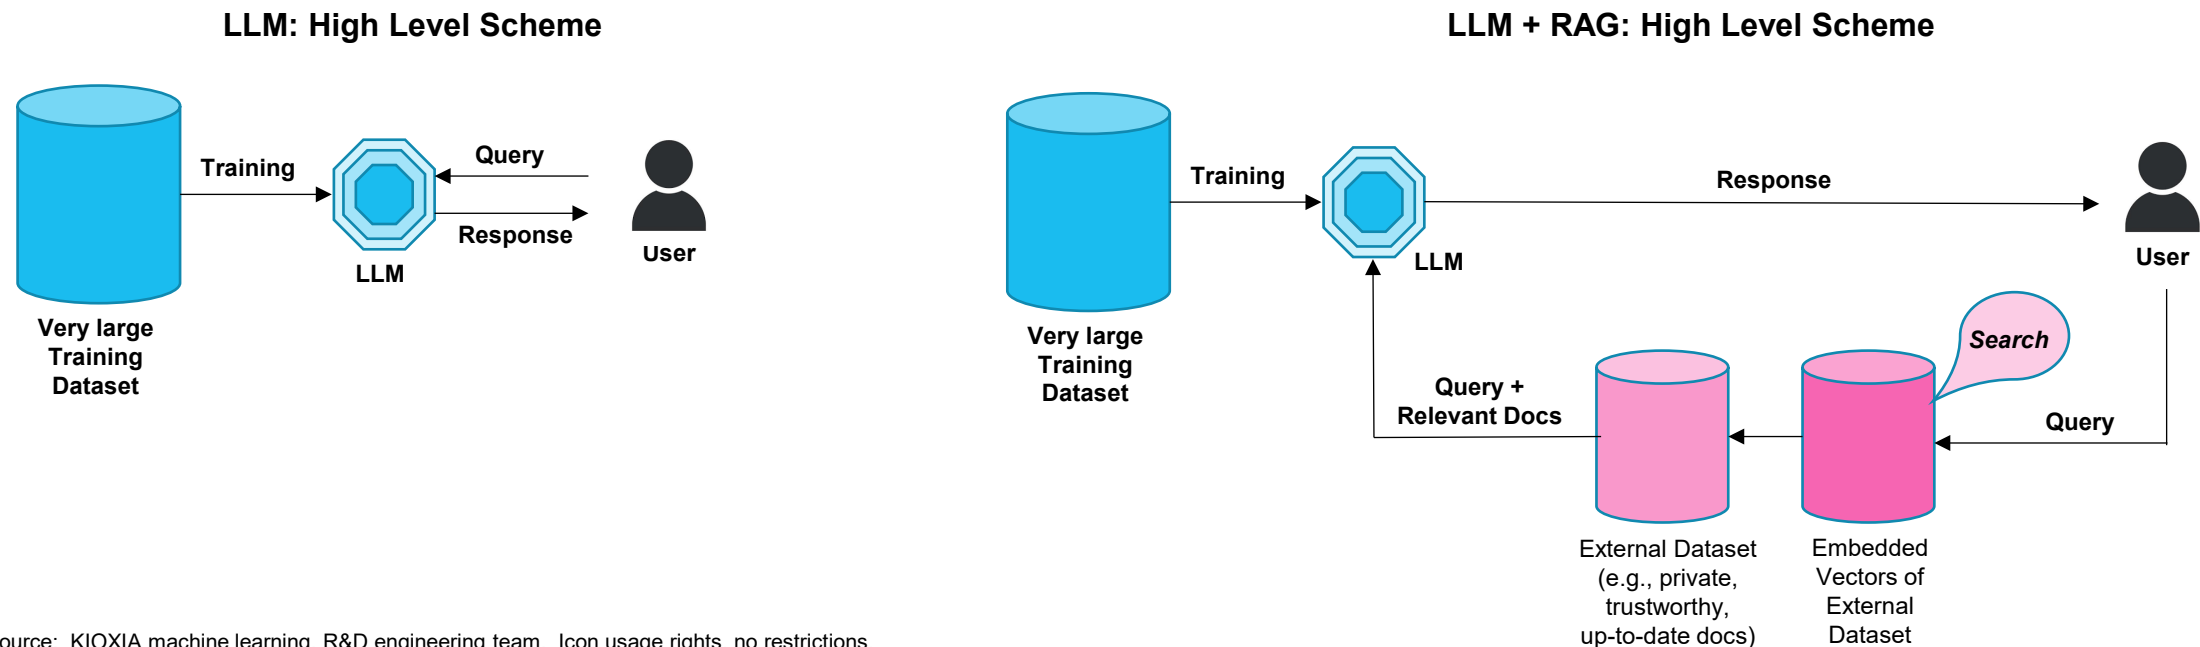 LLM: High Level Scheme
Training
Query
Response
LLM
User
Very large
Training
Dataset
LLM + RAG: High Level Scheme
Training
Response
LLM
User
Very large
Training
Dataset
Search
Query +
Relevant Docs
Query
External Dataset
(e.g., private,
trustworthy,
up-to-date docs)
Embedded
Vectors of
External
Dataset
ource: KIOXIA machine learning R&D engineering team. Icon usage rights no restrictions